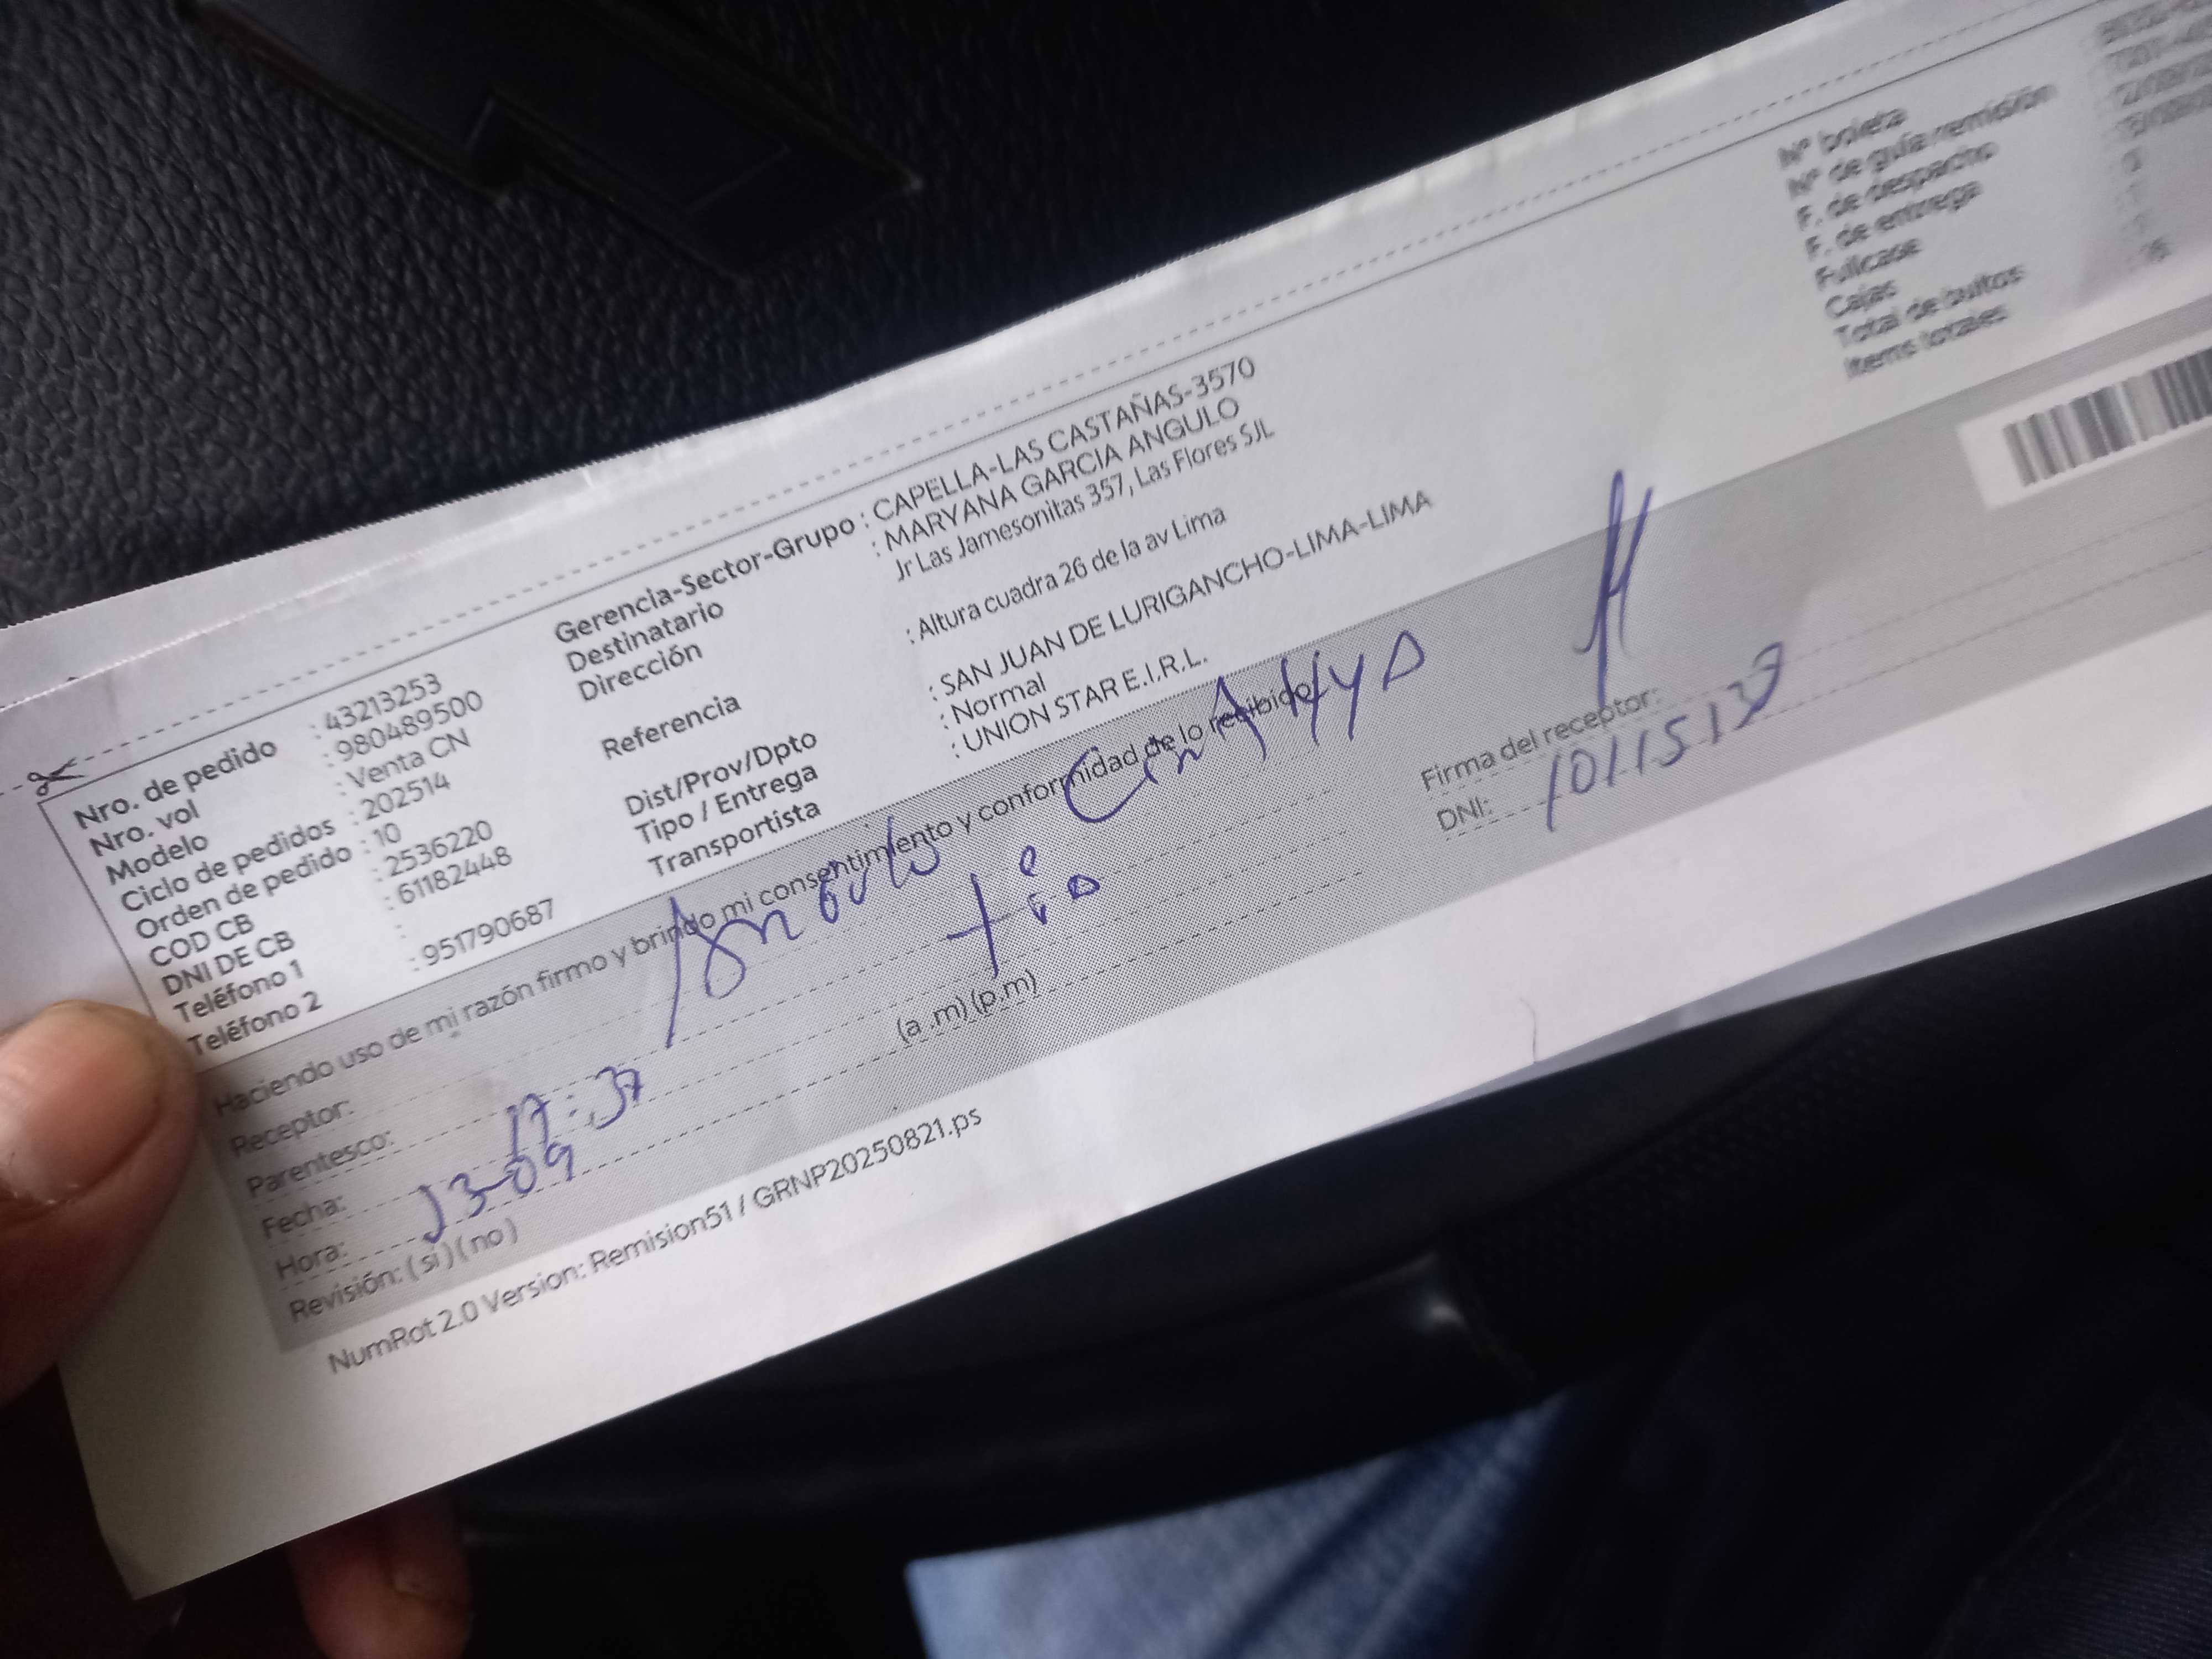 Nro. de pedido : 43213253
Nro. vol : 980489500
Modelo : Venta CN
Ciclo de pedidos : 202514
Orden de pedido : 10
COD CB : 2536220
DNI DE CB : 61182448
Teléfono 1 :
Teléfono 2 : 951790687
Gerencia-Sector-Grupo : CAPELLA-LAS CASTAÑAS-3570
Destinatario : MARYANA GARCIA ANGULO
Dirección Jr Las Jamesonitas 357, Las Flores SJL
Referencia : Altura cuadra 26 de la av Lima
Dist/Prov/Dpto : SAN JUAN DE LURIGANCHO-LIMA-LIMA
Tipo / Entrega : Normal
Transportista : UNION STAR E.I.R.L.
N° boleta
N° de guía remisión
F. de despacho
F. de entrega
Fullcase
Cajas
Total de bultos
Items totales
Haciendo uso de mi razón firmo y brindo mi consentimiento y conformidad de lo recibido
Receptor:
Parentesco: tio
Fecha: 17:37
Hora: 13-09 (a .m) (p.m)
Revisión: ( si ) ( no )
Firma del receptor:
DNI:
NumRot 2.0 Version: Remision51 / GRNP20250821.ps